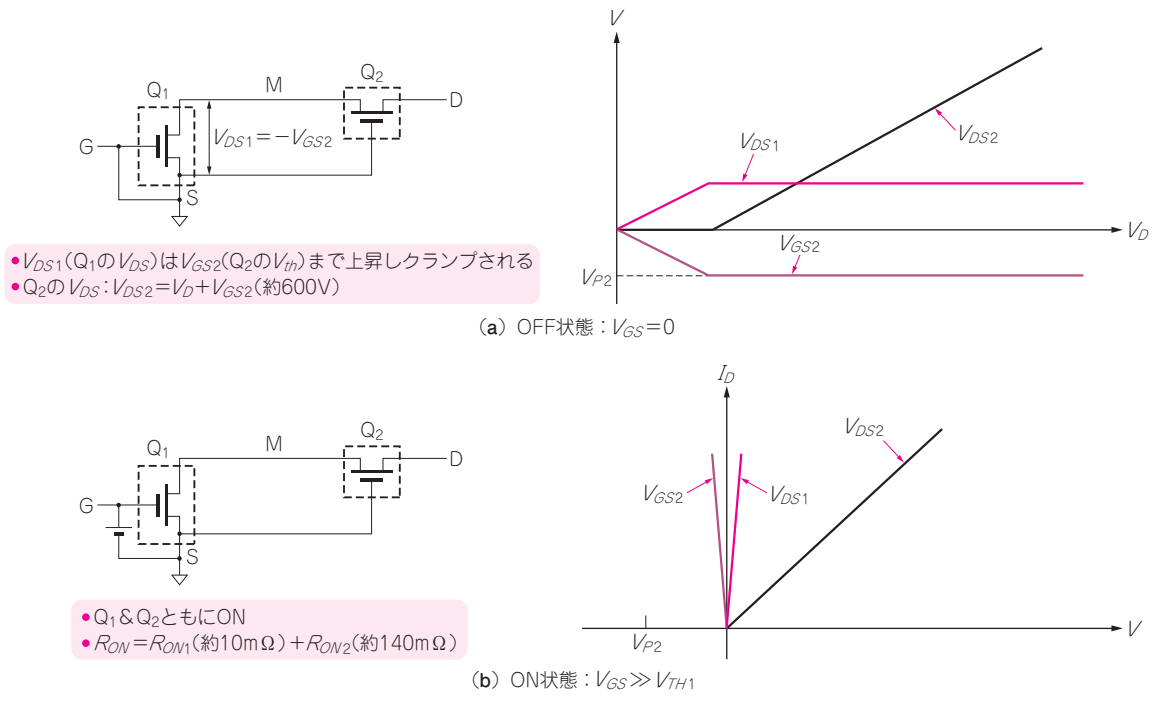 Q1
M
Q2
D
G
VDS1=−VGS2
S
•VDS1(Q1のVDS)はVGS2(Q2のVth)まで上昇しクランプされる
•Q2のVDS:VDS2=VD+VGS2(約600V)
V
VDS1
VDS2
VD
VGS2
VP2
(a) OFF状態:VGS=0
Q1
M
Q2
D
G
S
•Q1&Q2ともにON
•RON=RON1(約10mΩ)+RON2(約140mΩ)
ID
VDS2
VGS2
VDS1
V
VP2
(b) ON状態:VGS≫VTH1